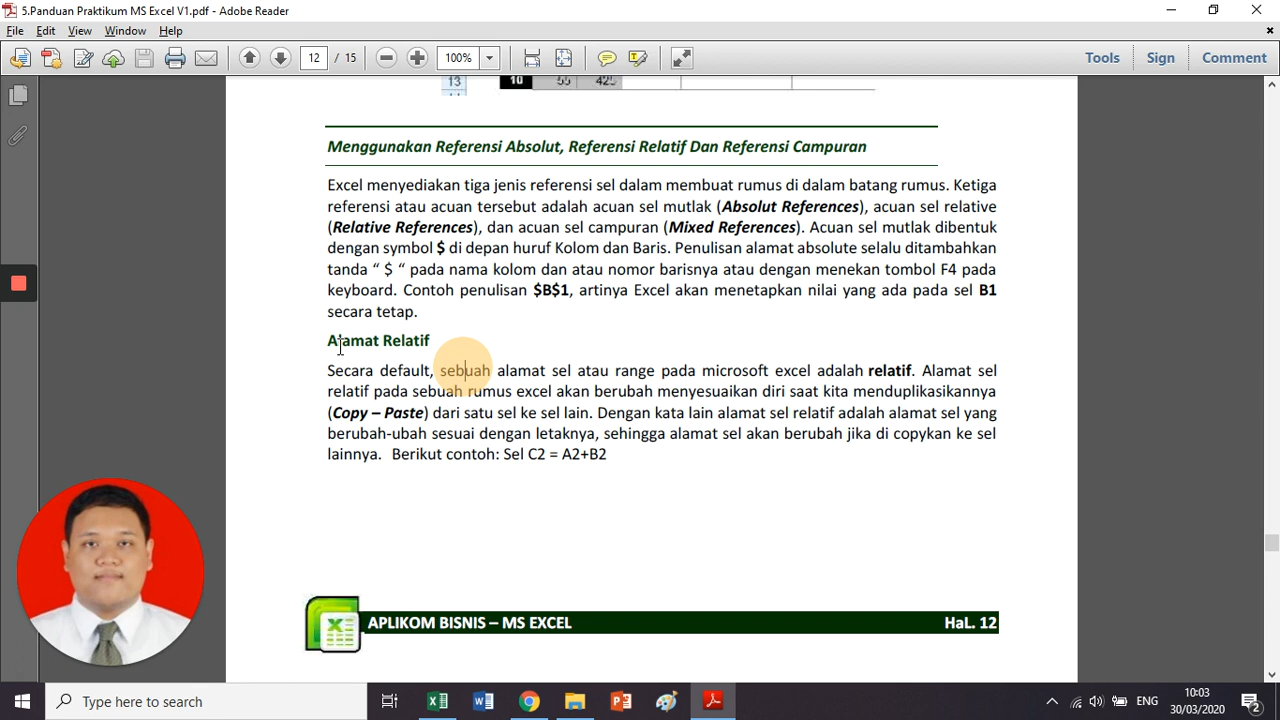 5.Panduan Praktikum MS Excel V1.pdf - Adobe Reader
File Edit View Window Help
12 / 15 100% Tools Sign Comment
13 10 55 425
Menggunakan Referensi Absolut, Referensi Relatif Dan Referensi Campuran
Excel menyediakan tiga jenis referensi sel dalam membuat rumus di dalam batang rumus. Ketiga
referensi atau acuan tersebut adalah acuan sel mutlak (Absolut References), acuan sel relative
(Relative References), dan acuan sel campuran (Mixed References). Acuan sel mutlak dibentuk
dengan symbol $ di depan huruf Kolom dan Baris. Penulisan alamat absolute selalu ditambahkan
tanda “ $ “ pada nama kolom dan atau nomor barisnya atau dengan menekan tombol F4 pada
keyboard. Contoh penulisan $B$1, artinya Excel akan menetapkan nilai yang ada pada sel B1
secara tetap.
Alamat Relatif
Secara default, sebuah alamat sel atau range pada microsoft excel adalah relatif. Alamat sel
relatif pada sebuah rumus excel akan berubah menyesuaikan diri saat kita menduplikasikannya
(Copy – Paste) dari satu sel ke sel lain. Dengan kata lain alamat sel relatif adalah alamat sel yang
berubah-ubah sesuai dengan letaknya, sehingga alamat sel akan berubah jika di copykan ke sel
lainnya. Berikut contoh: Sel C2 = A2+B2
APLIKOM BISNIS – MS EXCEL HaL. 12
Type here to search
ENG
10:03
30/03/2020
2